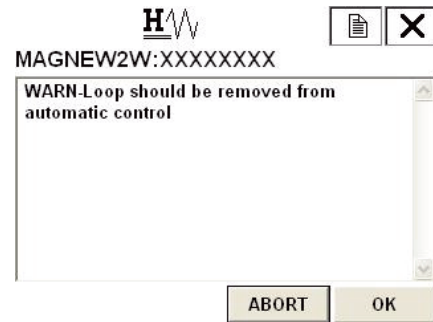 H
MAGNEW2W:XXXXXXXX
WARN-Loop should be removed from
automatic control
ABORT
OK